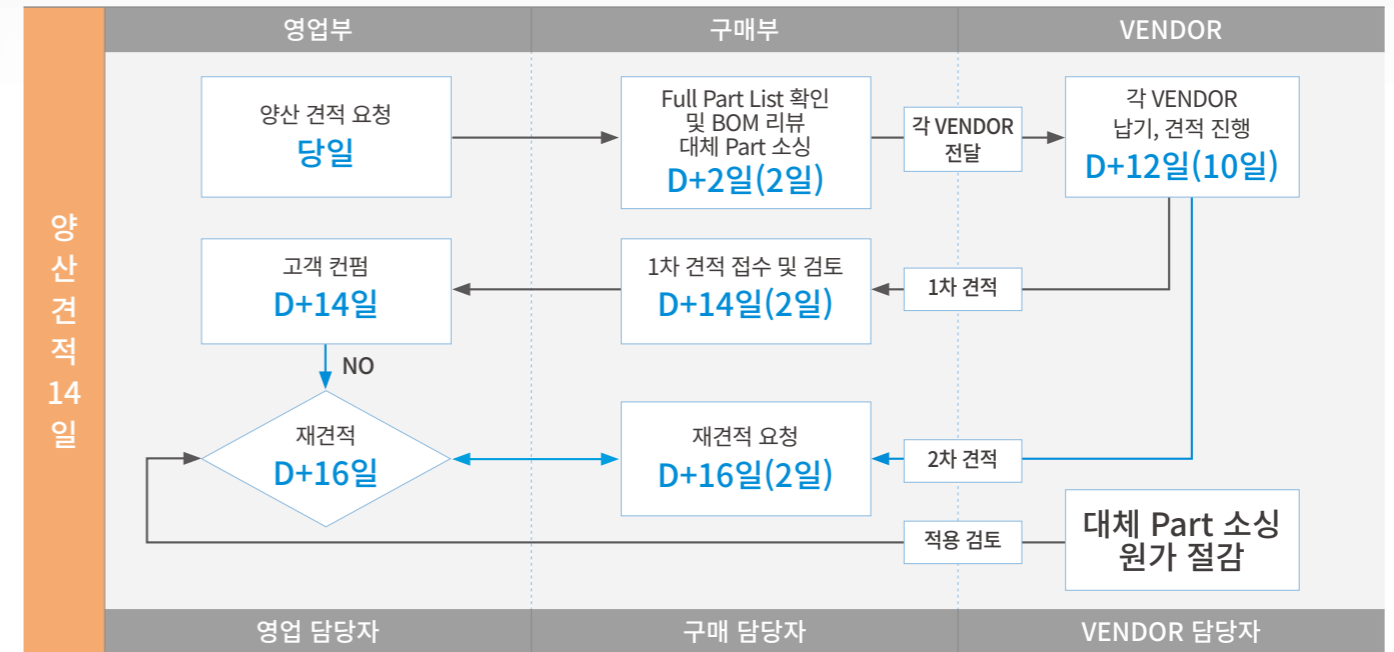 영업부
구매부
VENDOR
양
산
견
적
14
일
양산 견적 요청
당일
Full Part List 확인
및 BOM 리뷰
대체 Part 소싱
D+2일(2일)
각 VENDOR
전달
각 VENDOR
납기, 견적 진행
D+12일(10일)
고객 컨펌
D+14일
1차 견적 접수 및 검토
D+14일(2일)
1차 견적
NO
재견적
D+16일
재견적 요청
D+16일(2일)
2차 견적
적용 검토
대체 Part 소싱
원가 절감
영업 담당자
구매 담당자
VENDOR 담당자